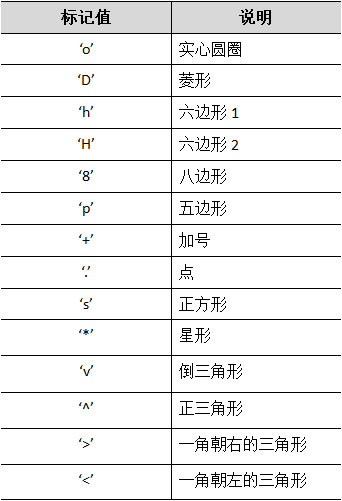 标记值 说明
‘o’ 实心圆圈
‘D’ 菱形
‘h’ 六边形 1
‘H’ 六边形 2
‘8’ 八边形
‘p’ 五边形
‘+’ 加号
‘.’ 点
‘s’ 正方形
‘*’ 星形
‘v’ 倒三角形
‘^’ 正三角形
‘>’ 一角朝右的三角形
‘<’ 一角朝左的三角形